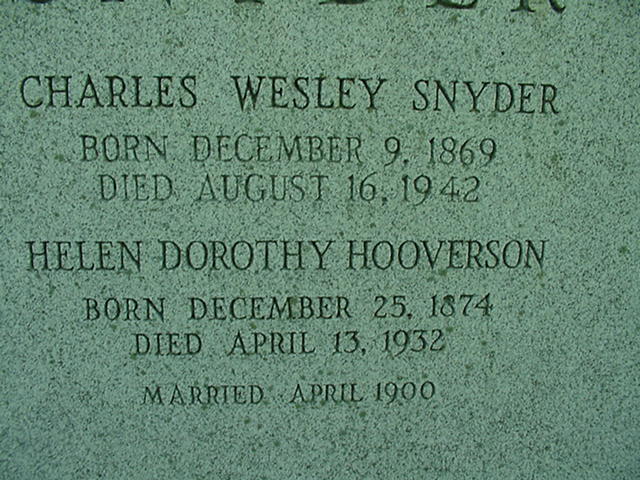 SNYDER
CHARLES WESLEY SNYDER
BORN DECEMBER 9, 1869
DIED AUGUST 16, 1942
HELEN DOROTHY HOOVERSON
BORN DECEMBER 25, 1874
DIED APRIL 13, 1932
MARRIED APRIL 1900